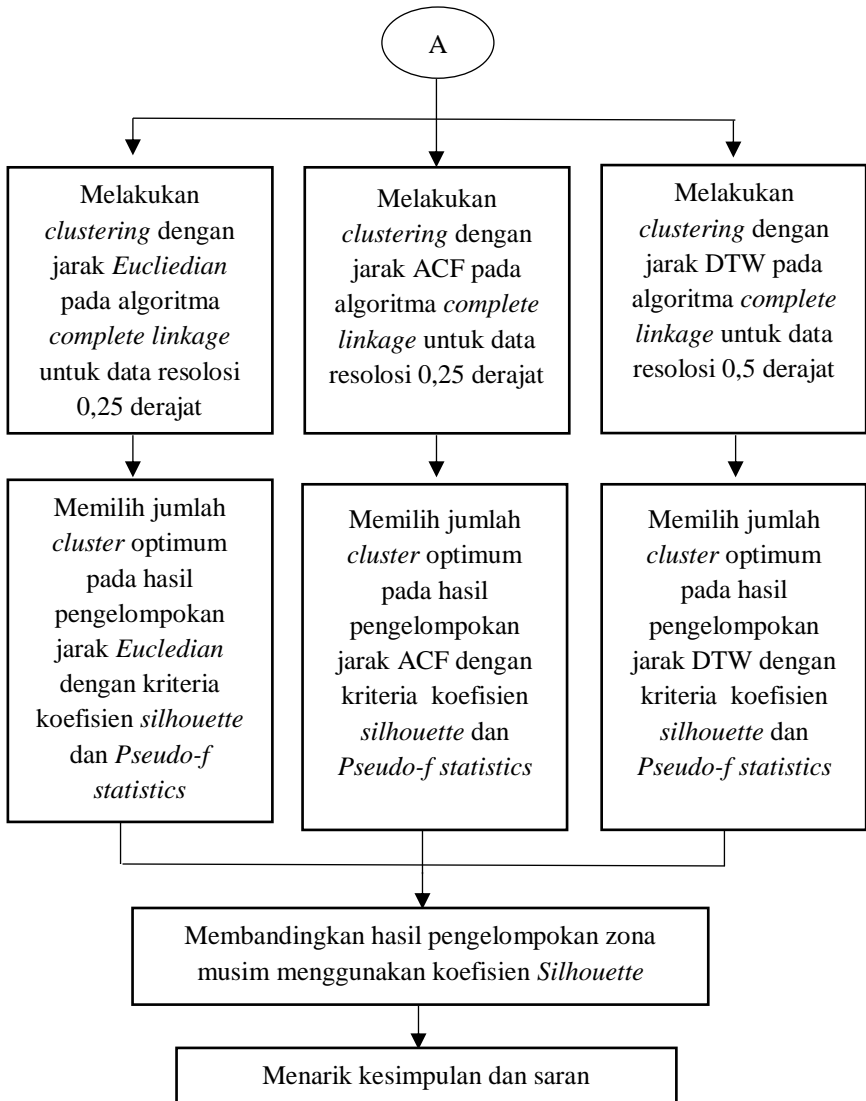 A
Melakukan
clustering dengan
jarak Eucliedian
pada algoritma
complete linkage
untuk data resolosi
0,25 derajat
Melakukan
clustering dengan
jarak ACF pada
algoritma complete
linkage untuk data
resolosi 0,25 derajat
Melakukan
clustering dengan
jarak DTW pada
algoritma complete
linkage untuk data
resolosi 0,5 derajat
Memilih jumlah
cluster optimum
pada hasil
pengelompokan
jarak Eucledian
dengan kriteria
koefisien silhouette
dan Pseudo-f
statistics
Memilih jumlah
cluster optimum
pada hasil
pengelompokan
jarak ACF dengan
kriteria koefisien
silhouette dan
Pseudo-f statistics
Memilih jumlah
cluster optimum
pada hasil
pengelompokan
jarak DTW dengan
kriteria koefisien
silhouette dan
Pseudo-f statistics
Membandingkan hasil pengelompokan zona
musim menggunakan koefisien Silhouette
Menarik kesimpulan dan saran